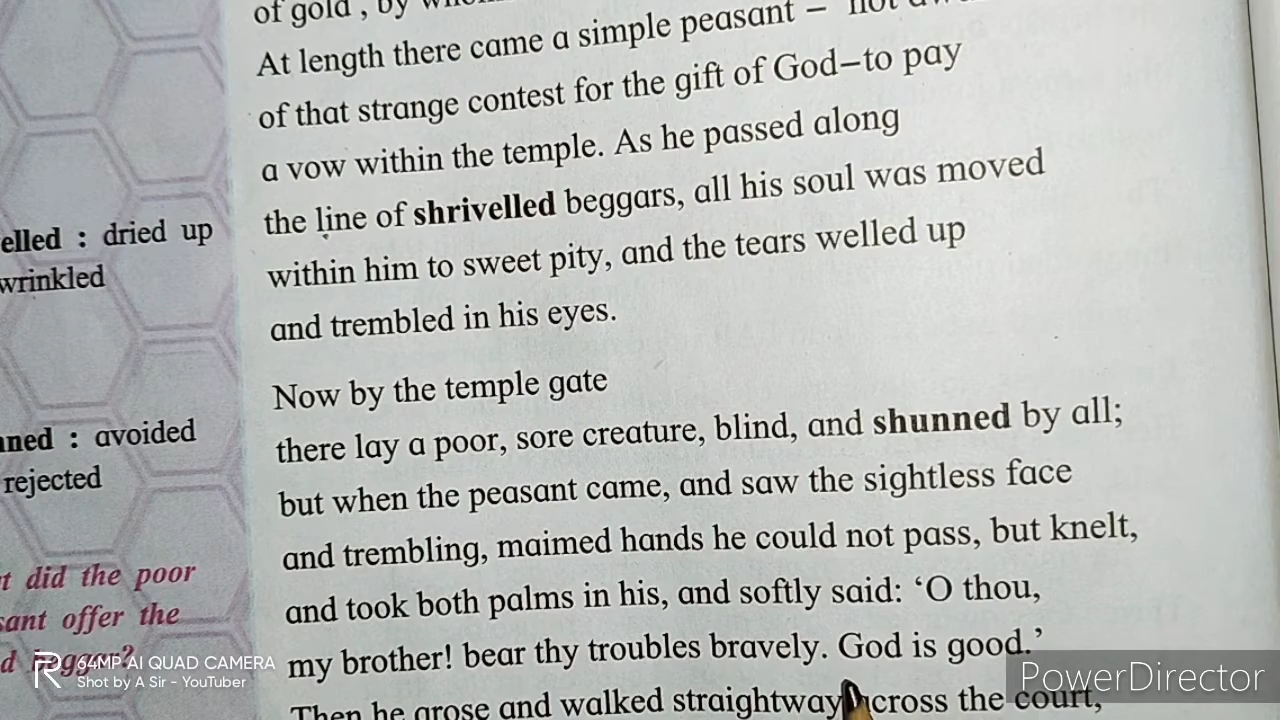 of gold , by
At length there came a simple peasant – not
of that strange contest for the gift of God–to pay
a vow within the temple. As he passed along
the line of shrivelled beggars, all his soul was moved
within him to sweet pity, and the tears welled up
and trembled in his eyes.
Now by the temple gate
there lay a poor, sore creature, blind, and shunned by all;
but when the peasant came, and saw the sightless face
and trembling, maimed hands he could not pass, but knelt,
and took both palms in his, and softly said: ‘O thou,
my brother! bear thy troubles bravely. God is good.’
Then he arose and walked straightway across the court,
elled : dried up
wrinkled
nned : avoided
rejected
t did the poor
sant offer the
d beggar?
64MP AI QUAD CAMERA
Shot by A Sir - YouTuber
PowerDirector